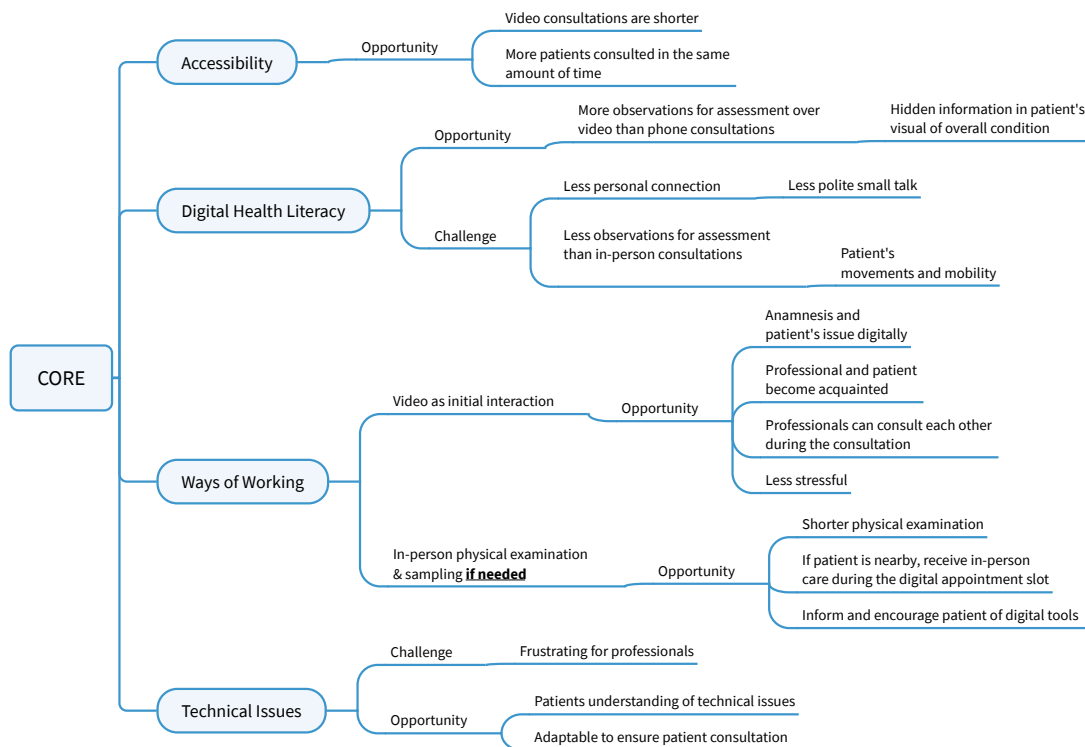 CORE
Accessibility
Opportunity
Video consultations are shorter
More patients consulted in the same
amount of time
Digital Health Literacy
Opportunity
More observations for assessment over
video than phone consultations
Hidden information in patient's
visual of overall condition
Challenge
Less personal connection
Less polite small talk
Less observations for assessment
than in-person consultations
Patient's
movements and mobility
Ways of Working
Video as initial interaction
Opportunity
Anamnesis and
patient's issue digitally
Professional and patient
become acquainted
Professionals can consult each other
during the consultation
Less stressful
In-person physical examination
& sampling if needed
Opportunity
Shorter physical examination
If patient is nearby, receive in-person
care during the digital appointment slot
Inform and encourage patient of digital tools
Technical Issues
Challenge
Frustrating for professionals
Opportunity
Patients understanding of technical issues
Adaptable to ensure patient consultation